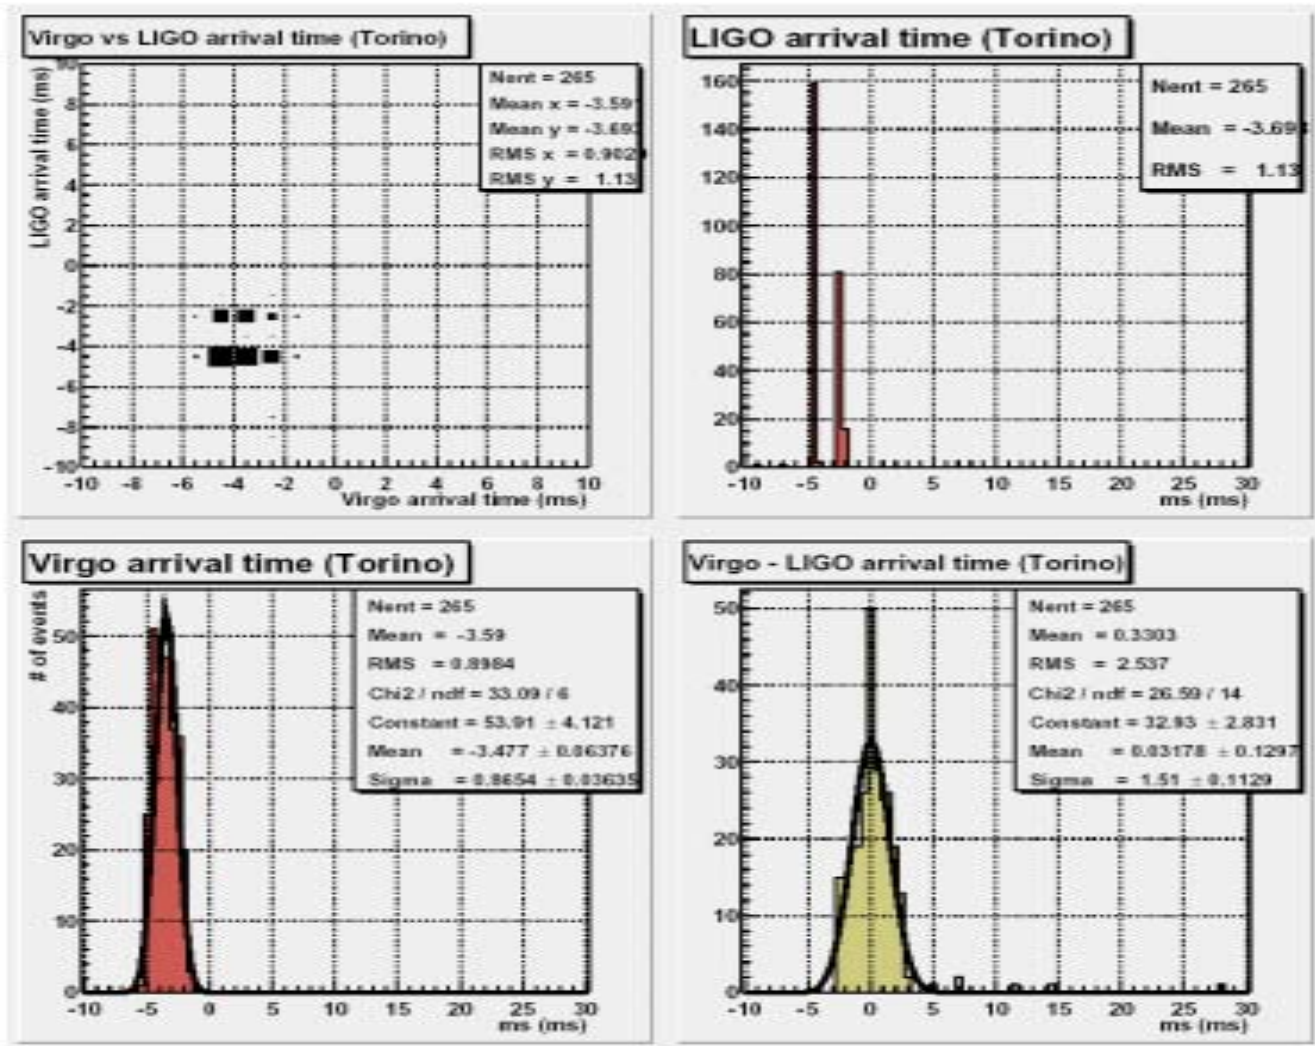 Virgo vs LIGO arrival time (Torino)
LIGO arrival time (ms)
10
8
6
4
2
0
-2
-4
-6
-8
-10
Nent = 265
Mean x = -3.59
Mean y = -3.693
RMS x = 0.902
RMS y = 1.13
-10 -8 -6 -4 -2 0 2 4 6 8 10
Virgo arrival time (ms)
LIGO arrival time (Torino)
160
140
120
100
80
60
40
20
0
Nent = 265
Mean = -3.69
RMS = 1.13
-10 -5 0 5 10 15 20 25 30
ms (ms)
Virgo arrival time (Torino)
# of events
50
40
30
20
10
0
Nent = 265
Mean = -3.59
RMS = 0.8984
Chi2 / ndf = 33.09 / 6
Constant = 53.91 ± 4.121
Mean = -3.477 ± 0.06376
Sigma = 0.8654 ± 0.03635
-10 -5 0 5 10 15 20 25 30
ms (ms)
Virgo - LIGO arrival time (Torino)
50
40
30
20
10
0
Nent = 265
Mean = 0.3303
RMS = 2.537
Chi2 / ndf = 26.59 / 14
Constant = 32.93 ± 2.831
Mean = 0.03178 ± 0.1297
Sigma = 1.51 ± 0.1129
-10 -5 0 5 10 15 20 25 30
ms (ms)